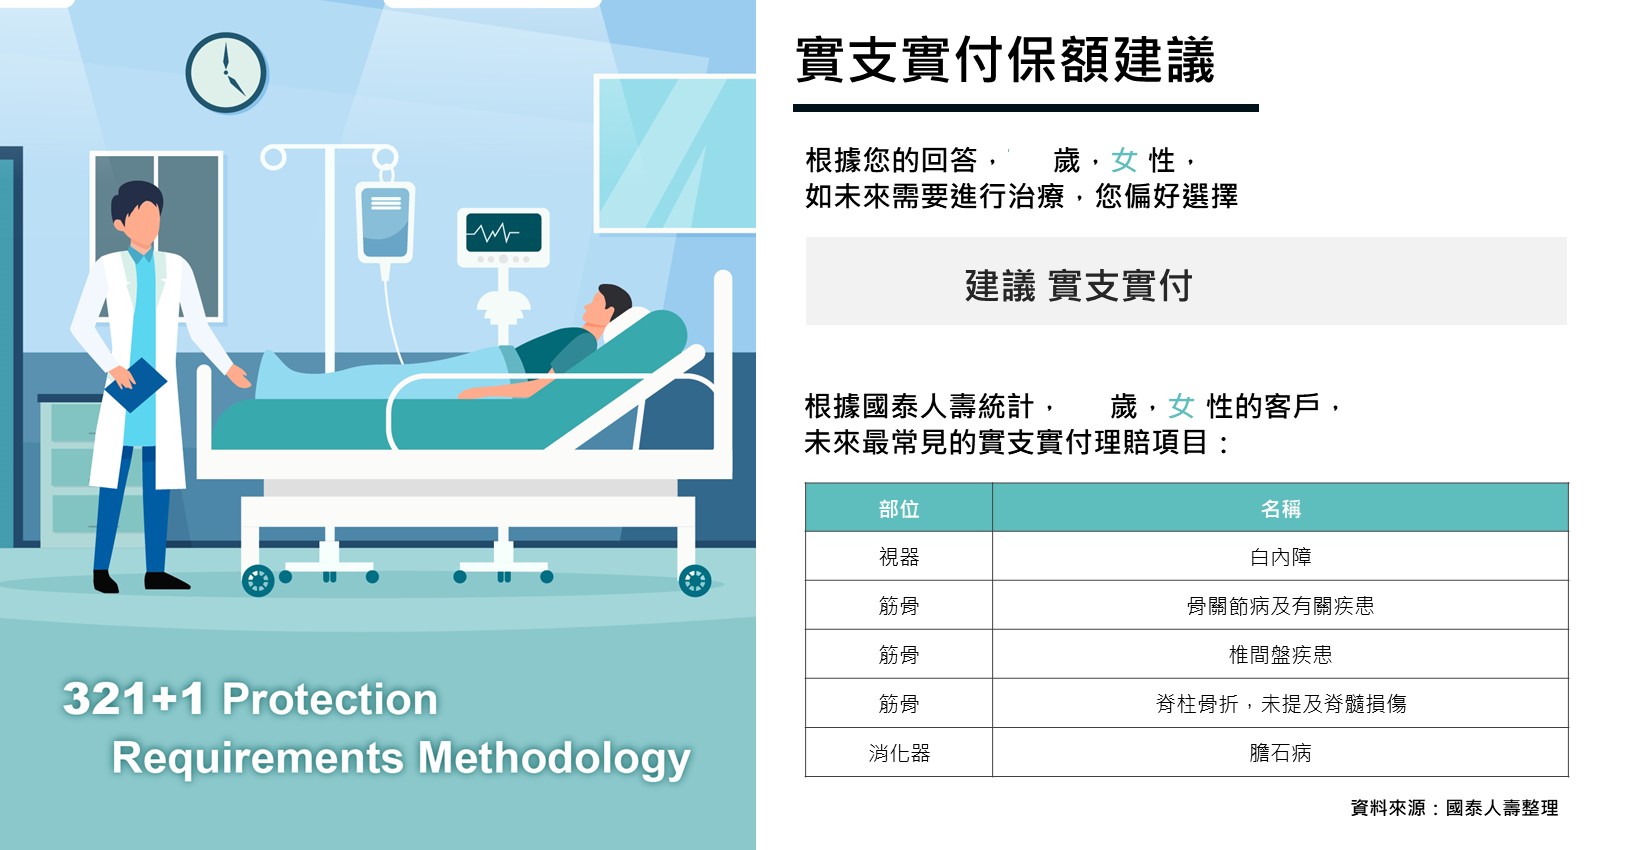 321+1 Protection
Requirements Methodology
實支實付保額建議
根據您的回答， 歲，女 性，
如未來需要進行治療，您偏好選擇
建議 實支實付
根據國泰人壽統計， 歲，女 性的客戶，
未來最常見的實支實付理賠項目：
部位 名稱
視器 白內障
筋骨 骨關節病及有關疾患
筋骨 椎間盤疾患
筋骨 脊柱骨折，未提及脊髓損傷
消化器 膽石病
資料來源：國泰人壽整理